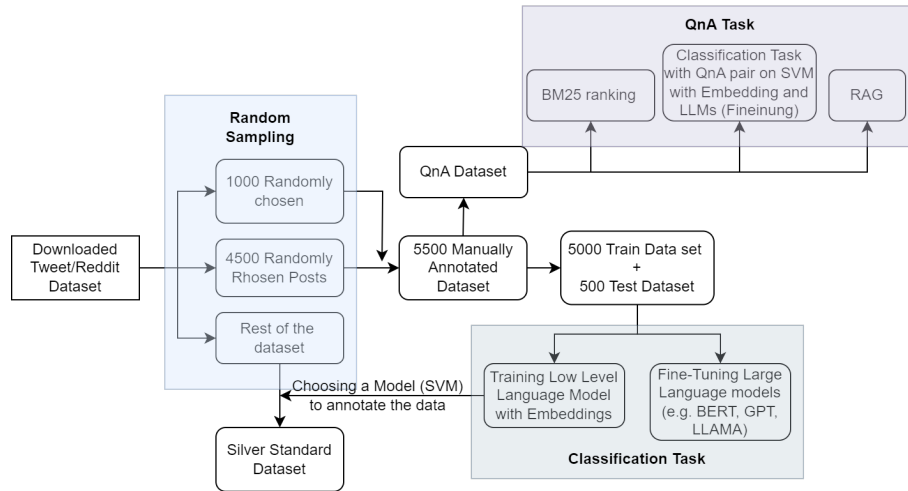 QnA Task
BM25 ranking
Classification Task
with QnA pair on SVM
with Embedding and
LLMs (Fineinung)
RAG
Random
Sampling
1000 Randomly
chosen
4500 Randomly
Rhosen Posts
Rest of the
dataset
Downloaded
Tweet/Reddit
Dataset
QnA Dataset
5500 Manually
Annotated
Dataset
5000 Train Data set
+
500 Test Dataset
Choosing a Model (SVM)
to annotate the data
Training Low Level
Language Model
with Embeddings
Fine-Tuning Large
Language models
(e.g. BERT, GPT,
LLAMA)
Classification Task
Silver Standard
Dataset